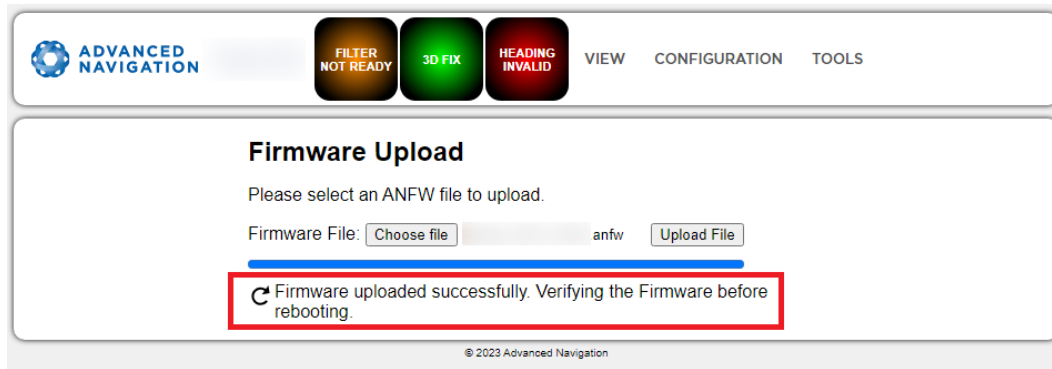 ADVANCED
NAVIGATION
FILTER
NOT READY
3D FIX
HEADING
INVALID
VIEW
CONFIGURATION
TOOLS
Firmware Upload
Please select an ANFW file to upload.
Firmware File: Choose file anfw Upload File
Firmware uploaded successfully. Verifying the Firmware before
rebooting.
© 2023 Advanced Navigation